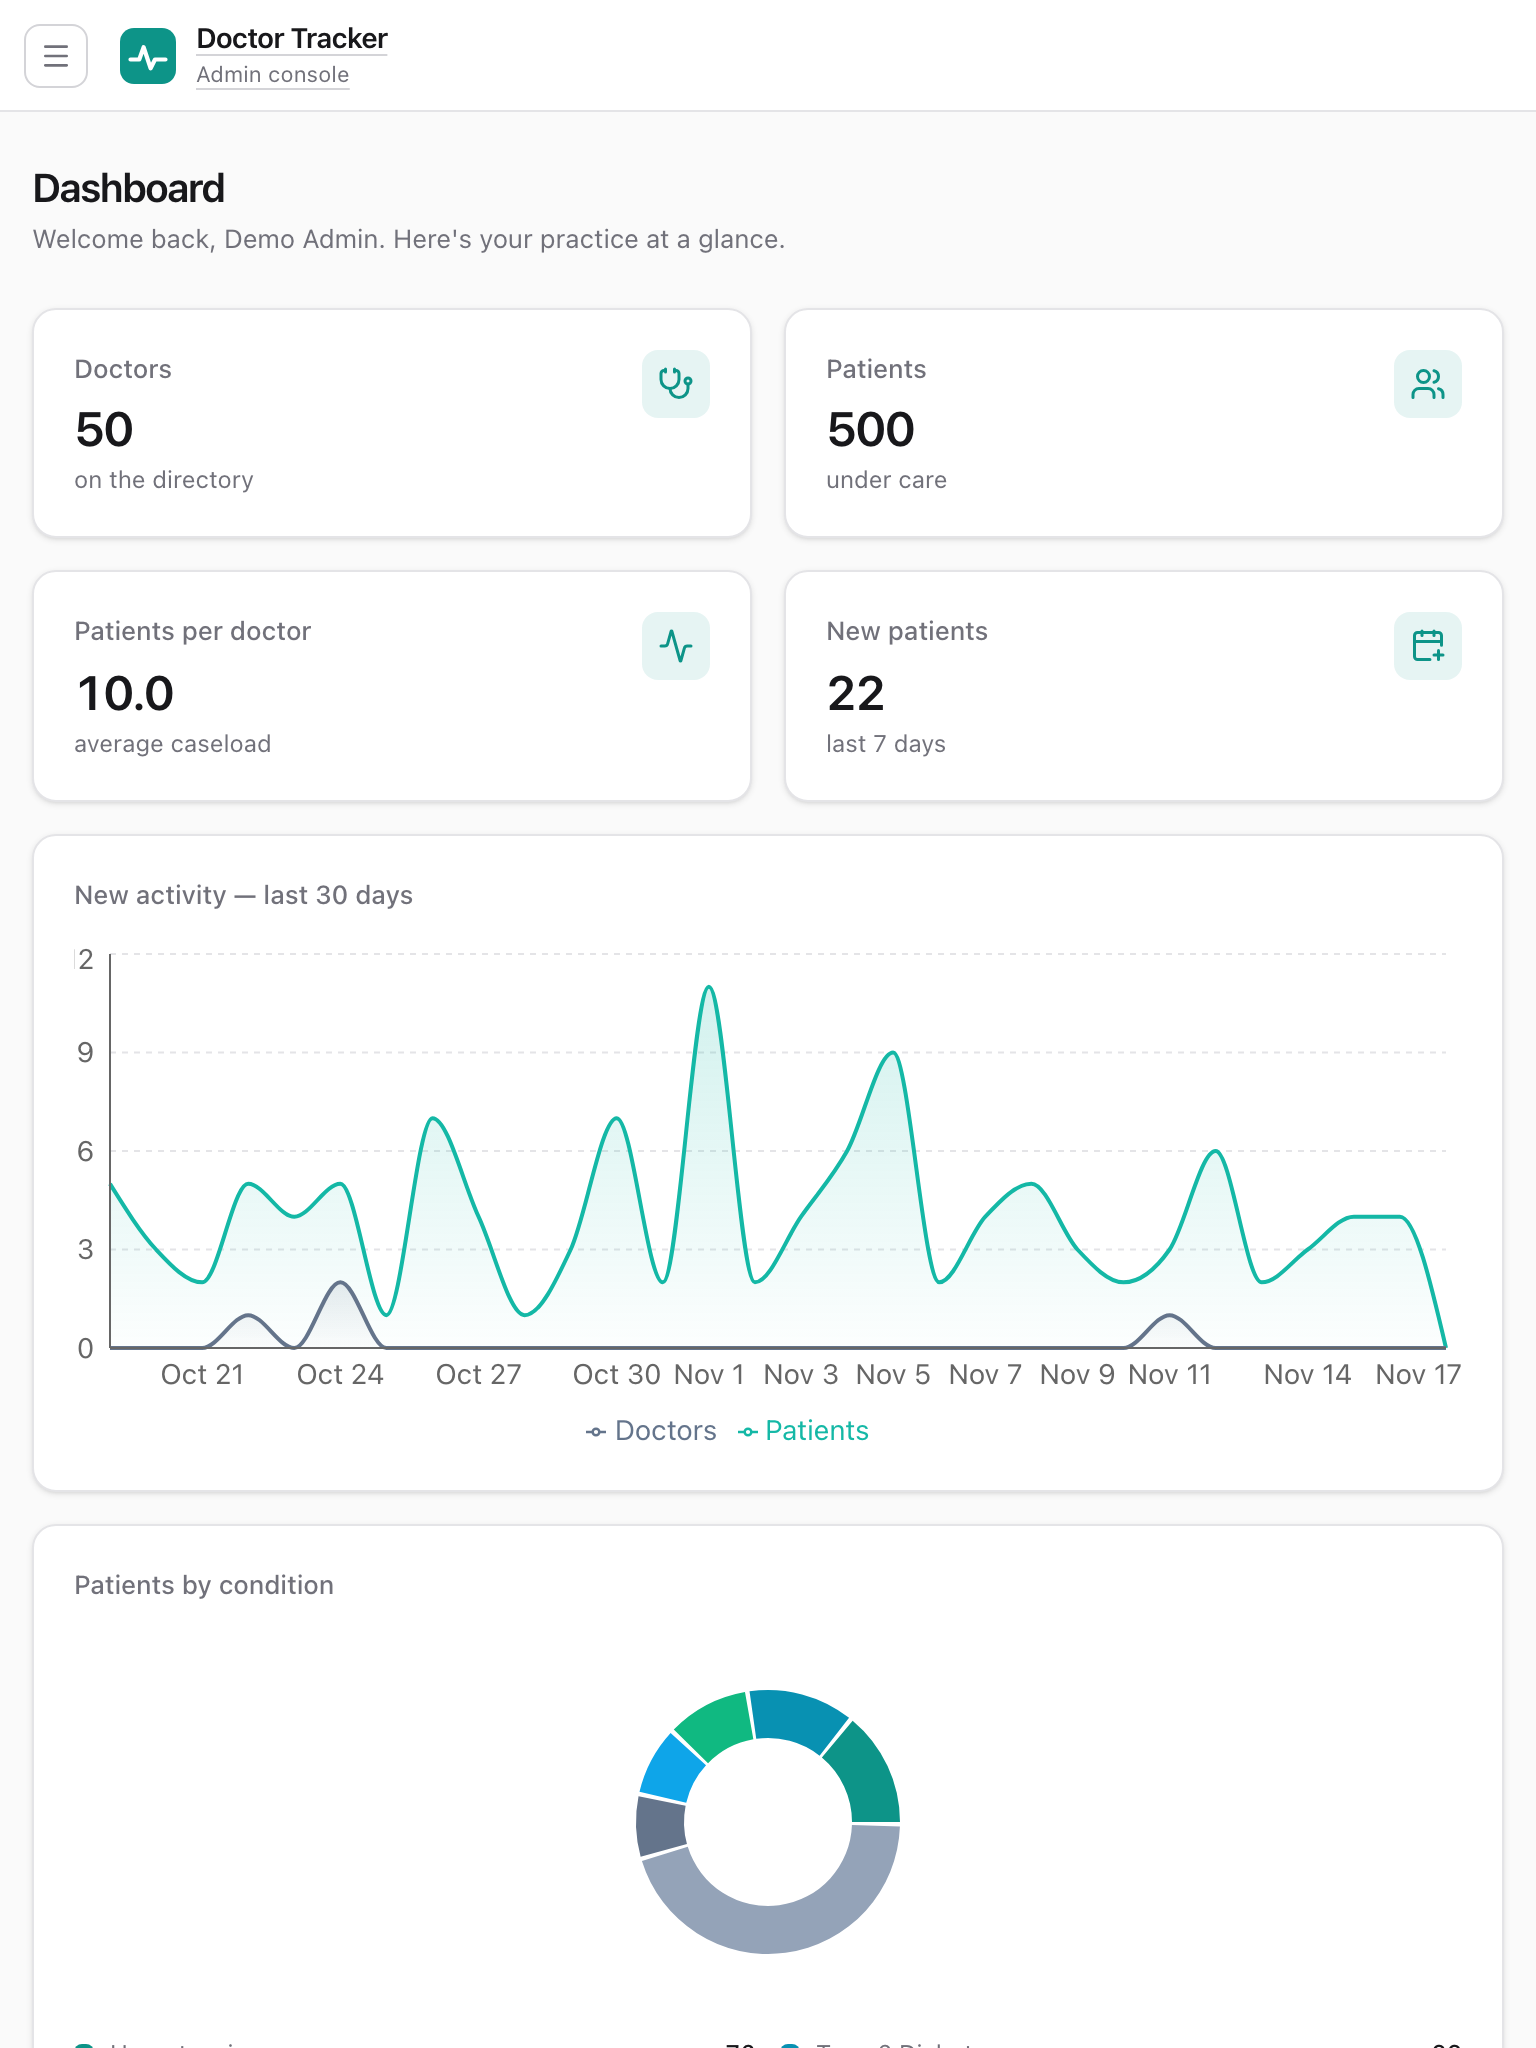 Doctor Tracker
Admin console
Dashboard
Welcome back, Demo Admin. Here's your practice at a glance.
Doctors
50
on the directory
Patients
500
under care
Patients per doctor
10.0
average caseload
New patients
22
last 7 days
New activity — last 30 days
2
9
6
3
0
Oct 21 Oct 24 Oct 27 Oct 30 Nov 1 Nov 3 Nov 5 Nov 7 Nov 9 Nov 11 Nov 14 Nov 17
Doctors Patients
Patients by condition